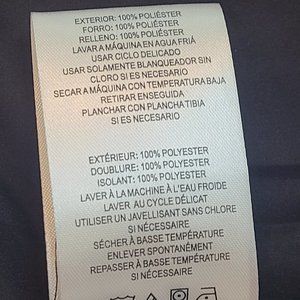 EXTERIOR: 100% POLIÉSTER
FORRO: 100% POLIÉSTER
RELLENO: 100% POLIÉSTER
LAVAR A MÁQUINA EN AGUA FRIÁ
USAR CICLO DELICADO
USAR SOLAMENTE BLANQUEADOR SIN
CLORO SI ES NECESARIO
SECAR A MÁQUINA CON TEMPERATURA BAJA
RETIRAR ENSEGUIDA
PLANCHAR CON PLANCHA TIBIA
SI ES NECESARIO
EXTÉRIEUR: 100% POLYESTER
DOUBLURE: 100% POLYESTER
ISOLANT: 100% POLYESTER
LAVER À LA MACHINE À L'EAU FROIDE
LAVER AU CYCLE DÉLICAT
UTILISER UN JAVELLISANT SANS CHLORE
SI NÉCESSAIRE
SÉCHER À BASSE TEMPÉRATURE
ENLEVER SPONTANÉMENT
REPASSER À BASSE TEMPÉRATURE
SI NÉCESSAIRE